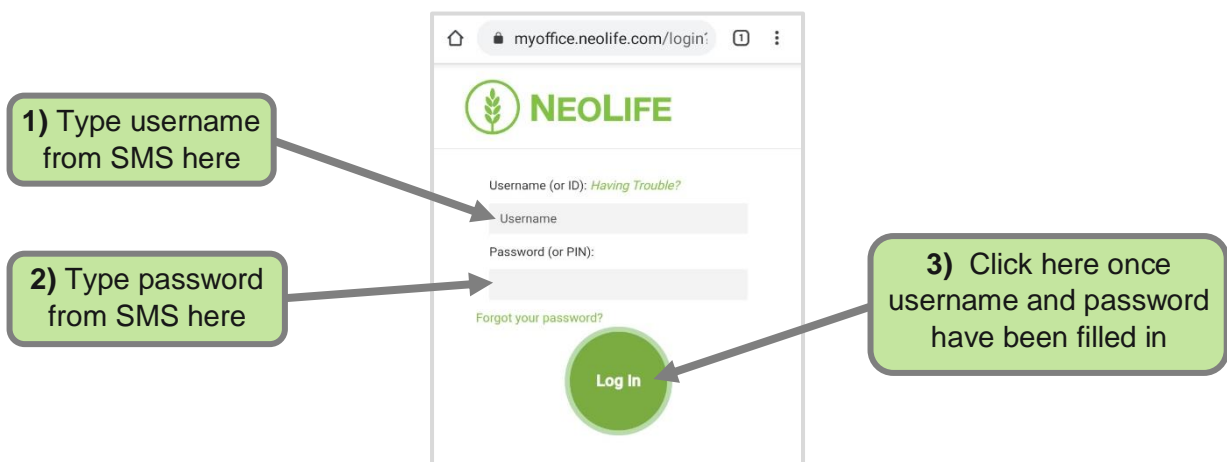 myoffice.neolife.com/login?
1
NEOLIFE
1) Type username
from SMS here
Username (or ID): Having Trouble?
Username
Password (or PIN):
2) Type password
from SMS here
Forgot your password?
Log In
3) Click here once
username and password
have been filled in